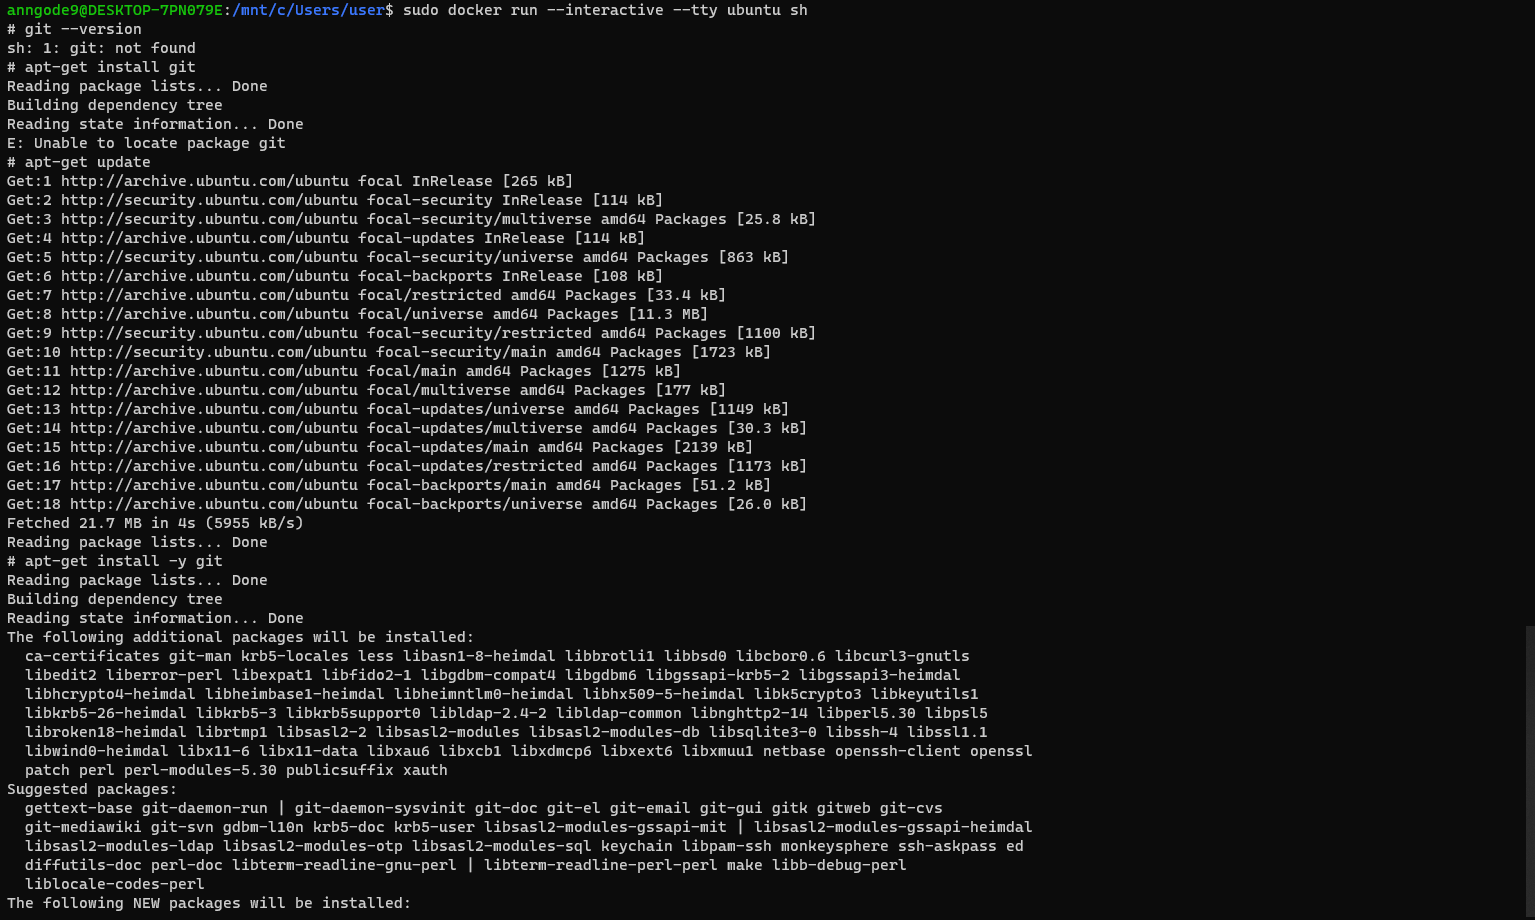 anngode9@DESKTOP-7PN079E:/mnt/c/Users/user$ sudo docker run --interactive --tty ubuntu sh
# git --version
sh: 1: git: not found
# apt-get install git
Reading package lists... Done
Building dependency tree
Reading state information... Done
E: Unable to locate package git
# apt-get update
Get:1 http://archive.ubuntu.com/ubuntu focal InRelease [265 kB]
Get:2 http://security.ubuntu.com/ubuntu focal-security InRelease [114 kB]
Get:3 http://security.ubuntu.com/ubuntu focal-security/multiverse amd64 Packages [25.8 kB]
Get:4 http://archive.ubuntu.com/ubuntu focal-updates InRelease [114 kB]
Get:5 http://security.ubuntu.com/ubuntu focal-security/universe amd64 Packages [863 kB]
Get:6 http://archive.ubuntu.com/ubuntu focal-backports InRelease [108 kB]
Get:7 http://archive.ubuntu.com/ubuntu focal/restricted amd64 Packages [33.4 kB]
Get:8 http://archive.ubuntu.com/ubuntu focal/universe amd64 Packages [11.3 MB]
Get:9 http://security.ubuntu.com/ubuntu focal-security/restricted amd64 Packages [1100 kB]
Get:10 http://security.ubuntu.com/ubuntu focal-security/main amd64 Packages [1723 kB]
Get:11 http://archive.ubuntu.com/ubuntu focal/main amd64 Packages [1275 kB]
Get:12 http://archive.ubuntu.com/ubuntu focal/multiverse amd64 Packages [177 kB]
Get:13 http://archive.ubuntu.com/ubuntu focal-updates/universe amd64 Packages [1149 kB]
Get:14 http://archive.ubuntu.com/ubuntu focal-updates/multiverse amd64 Packages [30.3 kB]
Get:15 http://archive.ubuntu.com/ubuntu focal-updates/main amd64 Packages [2139 kB]
Get:16 http://archive.ubuntu.com/ubuntu focal-updates/restricted amd64 Packages [1173 kB]
Get:17 http://archive.ubuntu.com/ubuntu focal-backports/main amd64 Packages [51.2 kB]
Get:18 http://archive.ubuntu.com/ubuntu focal-backports/universe amd64 Packages [26.0 kB]
Fetched 21.7 MB in 4s (5955 kB/s)
Reading package lists... Done
# apt-get install -y git
Reading package lists... Done
Building dependency tree
Reading state information... Done
The following additional packages will be installed:
  ca-certificates git-man krb5-locales less libasn1-8-heimdal libbrotli1 libbsd0 libcbor0.6 libcurl3-gnutls
  libedit2 liberror-perl libexpat1 libfido2-1 libgdbm-compat4 libgdbm6 libgssapi-krb5-2 libgssapi3-heimdal
  libhcrypto4-heimdal libheimbase1-heimdal libheimntlm0-heimdal libhx509-5-heimdal libk5crypto3 libkeyutils1
  libkrb5-26-heimdal libkrb5-3 libkrb5support0 libldap-2.4-2 libldap-common libnghttp2-14 libperl5.30 libpsl5
  libroken18-heimdal librtmp1 libsasl2-2 libsasl2-modules libsasl2-modules-db libsqlite3-0 libssh-4 libssl1.1
  libwind0-heimdal libx11-6 libx11-data libxau6 libxcb1 libxdmcp6 libxext6 libxmuu1 netbase openssh-client openssl
  patch perl perl-modules-5.30 publicsuffix xauth
Suggested packages:
  gettext-base git-daemon-run | git-daemon-sysvinit git-doc git-el git-email git-gui gitk gitweb git-cvs
  git-mediawiki git-svn gdbm-l10n krb5-doc krb5-user libsasl2-modules-gssapi-mit | libsasl2-modules-gssapi-heimdal
  libsasl2-modules-ldap libsasl2-modules-otp libsasl2-modules-sql keychain libpam-ssh monkeysphere ssh-askpass ed
  diffutils-doc perl-doc libterm-readline-gnu-perl | libterm-readline-perl-perl make libb-debug-perl
  liblocale-codes-perl
The following NEW packages will be installed: